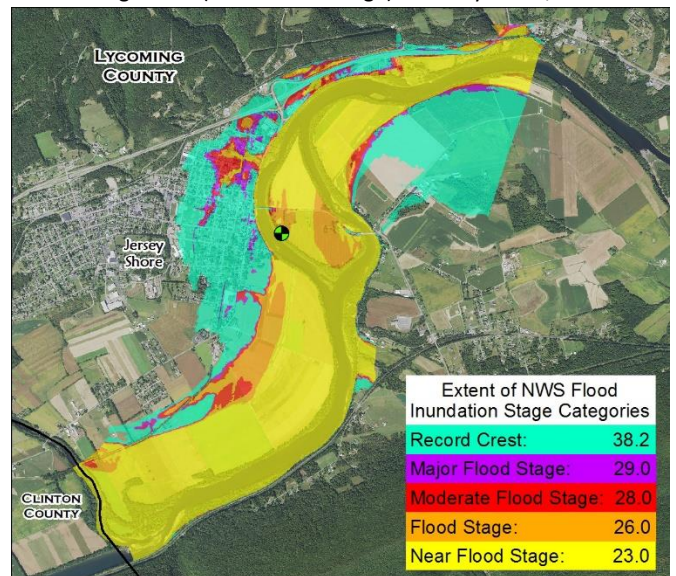 LYCOMING
COUNTY
Jersey
Shore
CLINTON
COUNTY
Extent of NWS Flood
Inundation Stage Categories
Record Crest: 38.2
Major Flood Stage: 29.0
Moderate Flood Stage: 28.0
Flood Stage: 26.0
Near Flood Stage: 23.0